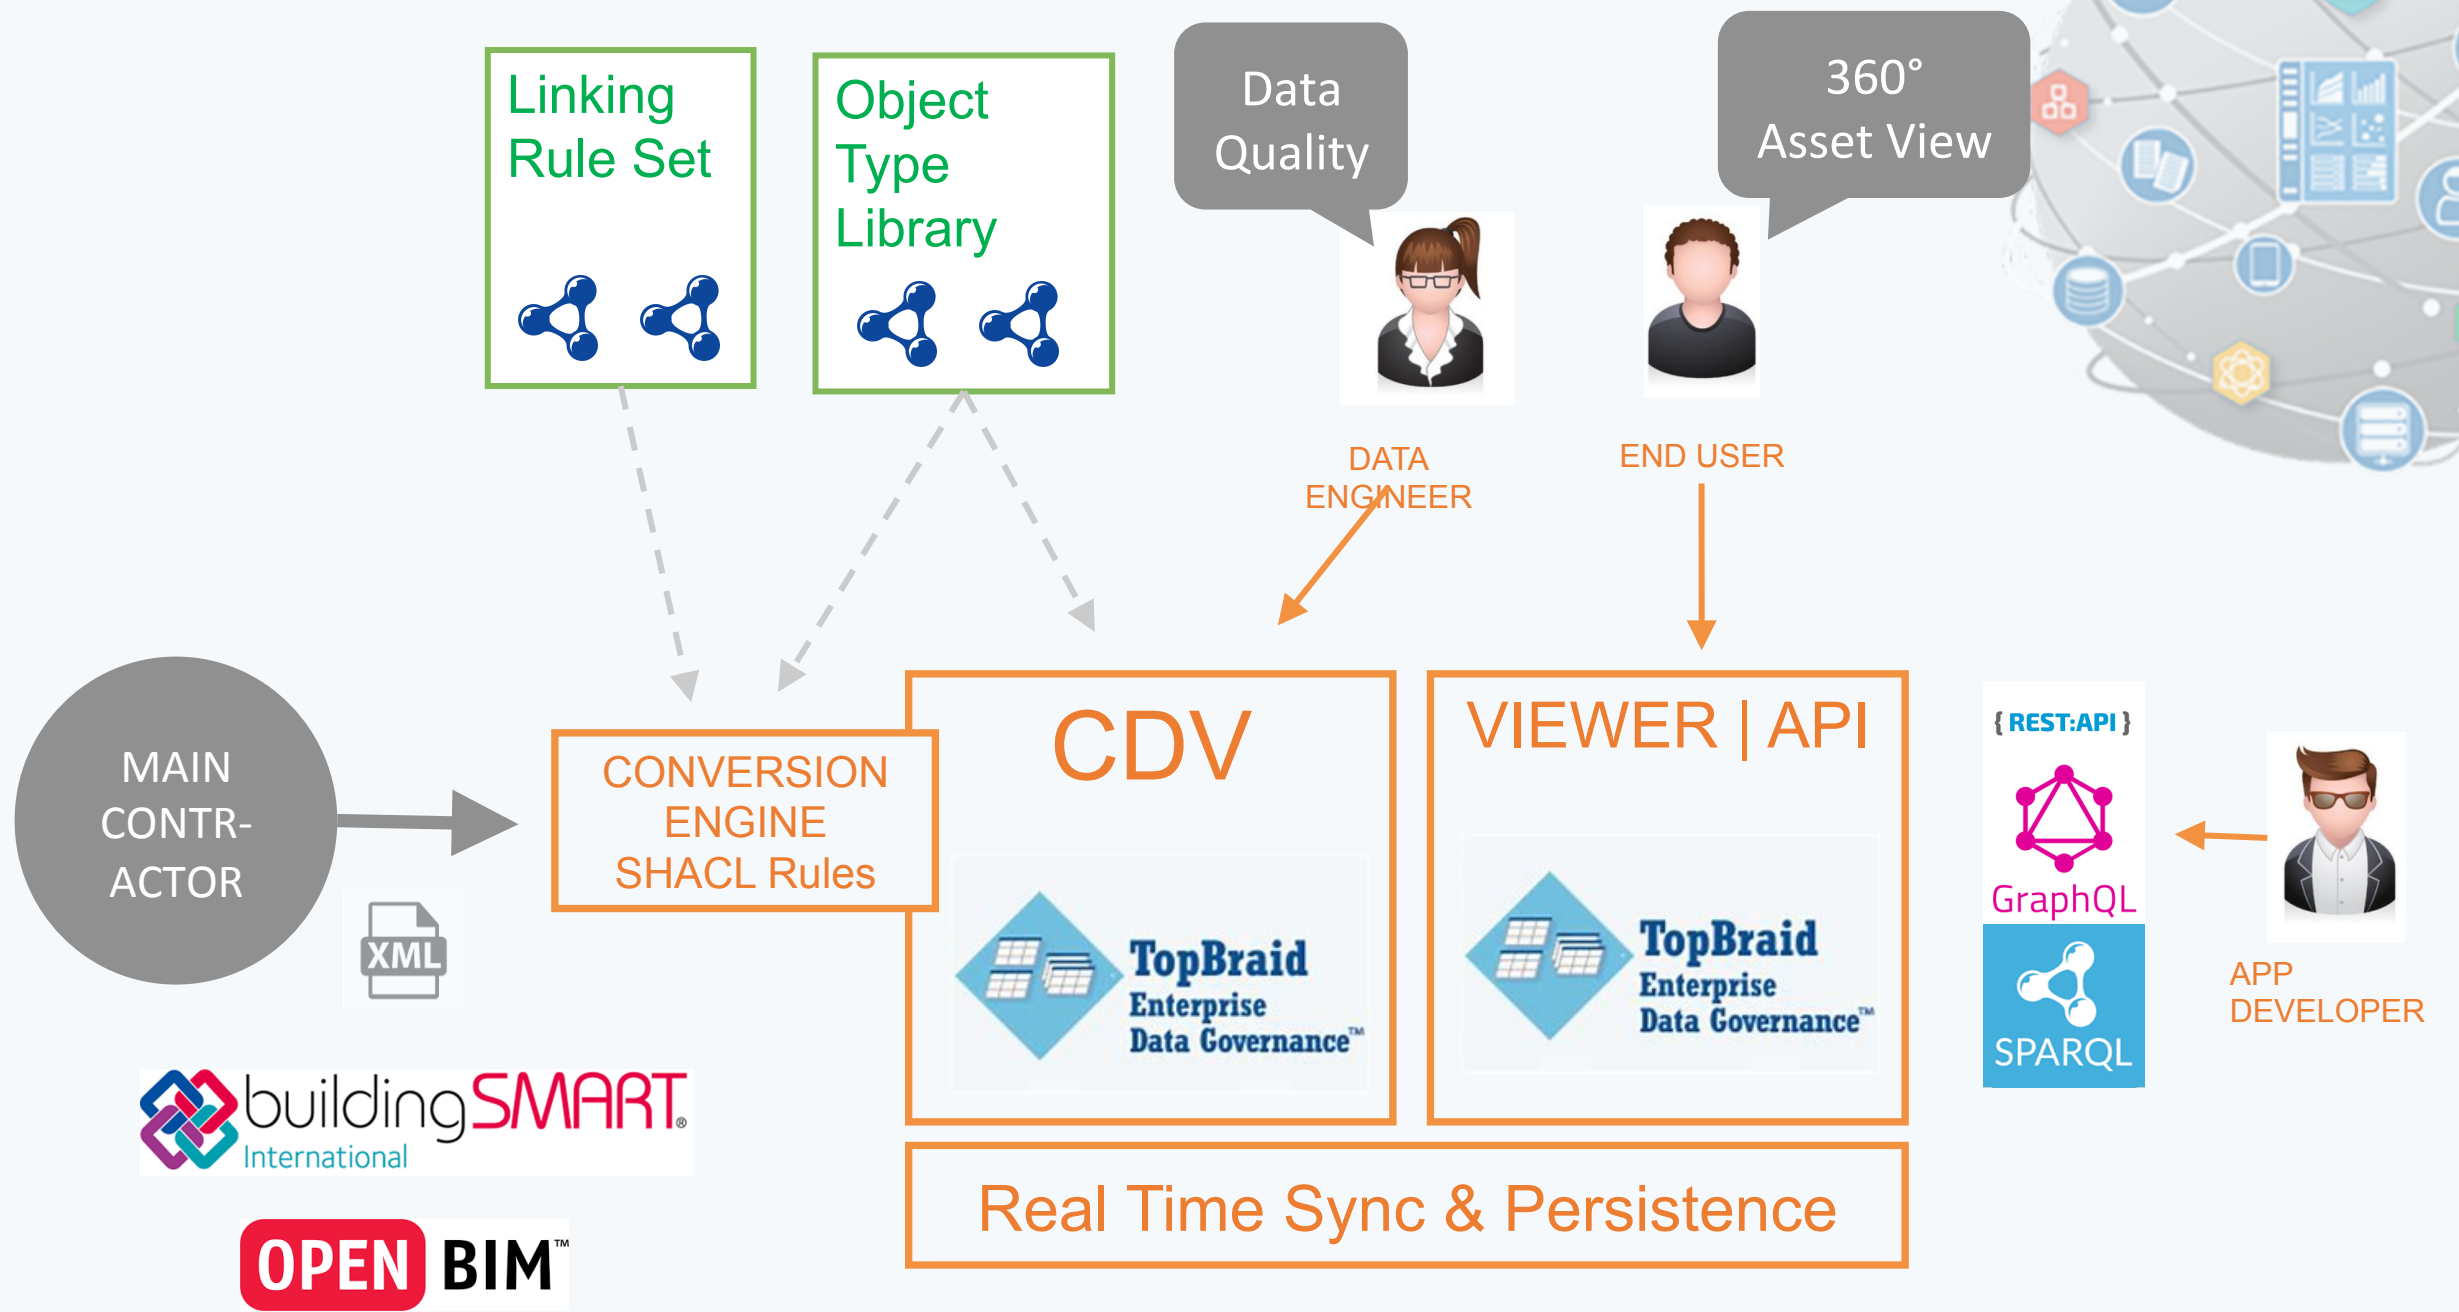 Linking
Rule Set
Object
Type
Library
Data
Quality
360°
Asset View
DATA
ENGINEER
END USER
MAIN
CONTR-
ACTOR
XML
CONVERSION
ENGINE
SHACL Rules
CDV
TopBraid
Enterprise
Data Governance™
VIEWER | API
TopBraid
Enterprise
Data Governance™
{ REST:API }
GraphQL
SPARQL
APP
DEVELOPER
buildingSMART®
International
OPEN BIM™
Real Time Sync & Persistence